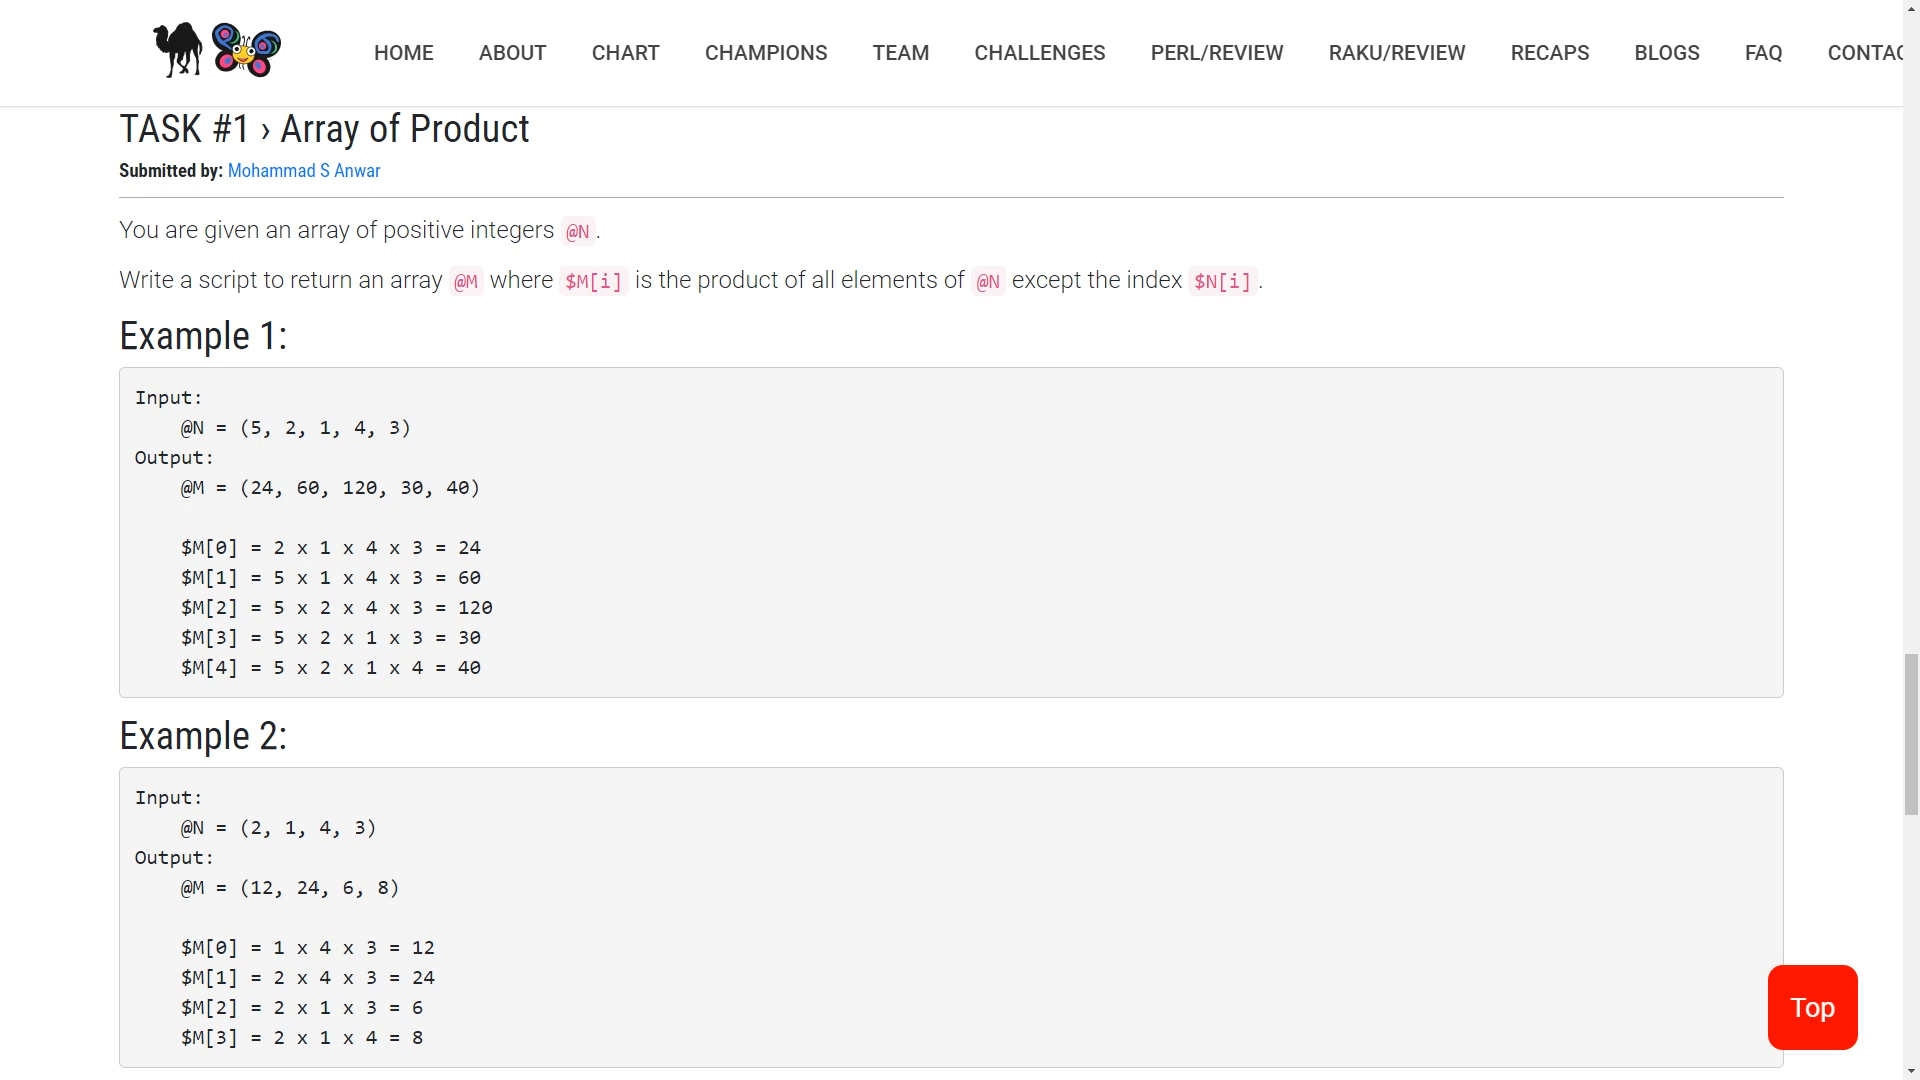 HOME ABOUT CHART CHAMPIONS TEAM CHALLENGES PERL/REVIEW RAKU/REVIEW RECAPS BLOGS FAQ CONTAC
TASK #1 › Array of Product
Submitted by: Mohammad S Anwar
You are given an array of positive integers @N.
Write a script to return an array @M where $M[i] is the product of all elements of @N except the index $N[i].
Example 1:
Input:
    @N = (5, 2, 1, 4, 3)
Output:
    @M = (24, 60, 120, 30, 40)
    $M[0] = 2 x 1 x 4 x 3 = 24
    $M[1] = 5 x 1 x 4 x 3 = 60
    $M[2] = 5 x 2 x 4 x 3 = 120
    $M[3] = 5 x 2 x 1 x 3 = 30
    $M[4] = 5 x 2 x 1 x 4 = 40
Example 2:
Input:
    @N = (2, 1, 4, 3)
Output:
    @M = (12, 24, 6, 8)
    $M[0] = 1 x 4 x 3 = 12
    $M[1] = 2 x 4 x 3 = 24
    $M[2] = 2 x 1 x 3 = 6
    $M[3] = 2 x 1 x 4 = 8
Top